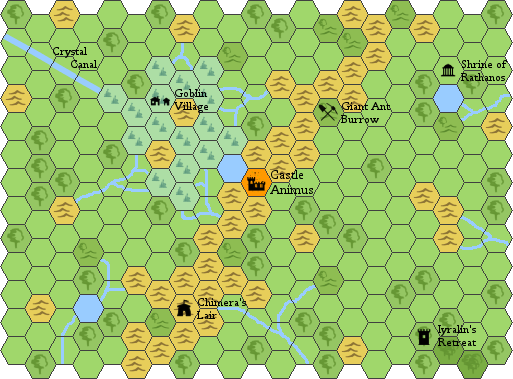 Crystal
Canal
Shrine of
Rathanos
Goblin
Village
Giant Ant
Burrow
Castle
Animus
Chimera's
Lair
Iyralin's
Retreat